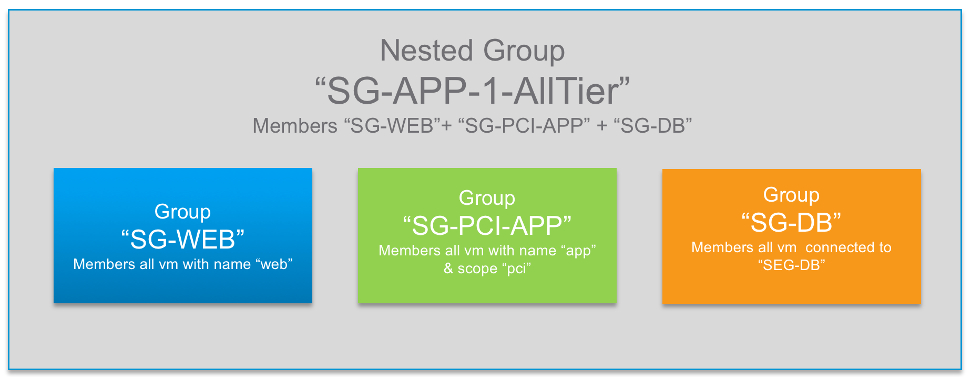 Nested Group
“SG-APP-1-AllTier”
Members “SG-WEB”+ “SG-PCI-APP” + “SG-DB”
Group
“SG-WEB”
Members all vm with name “web”
Group
“SG-PCI-APP”
Members all vm with name “app”
& scope “pci”
Group
“SG-DB”
Members all vm connected to
“SEG-DB”